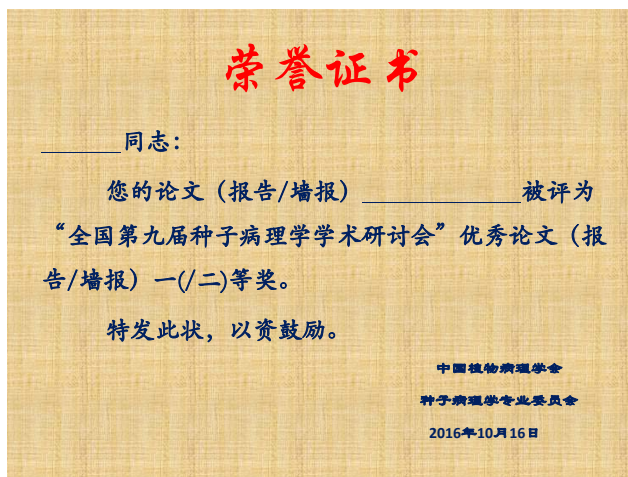 荣誉证书
______同志：
您的论文（报告/墙报）____________被评为
“全国第九届种子病理学学术研讨会”优秀论文（报
告/墙报）一(/二)等奖。
特发此状，以资鼓励。
中国植物病理学会
种子病理学专业委员会
2016年10月16日